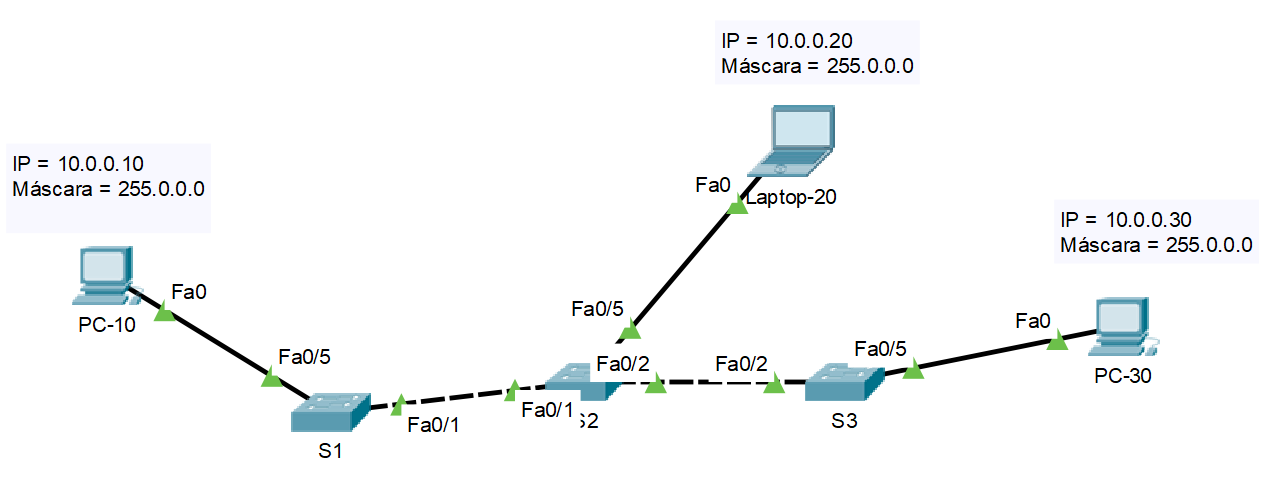 IP = 10.0.0.20
Máscara = 255.0.0.0
IP = 10.0.0.10
Máscara = 255.0.0.0
Fa0
Laptop-20
IP = 10.0.0.30
Máscara = 255.0.0.0
Fa0
PC-10
Fa0/5
Fa0
Fa0/5
Fa0/2
Fa0/2
Fa0/5
PC-30
Fa0/1
Fa0/1
S2
S3
S1